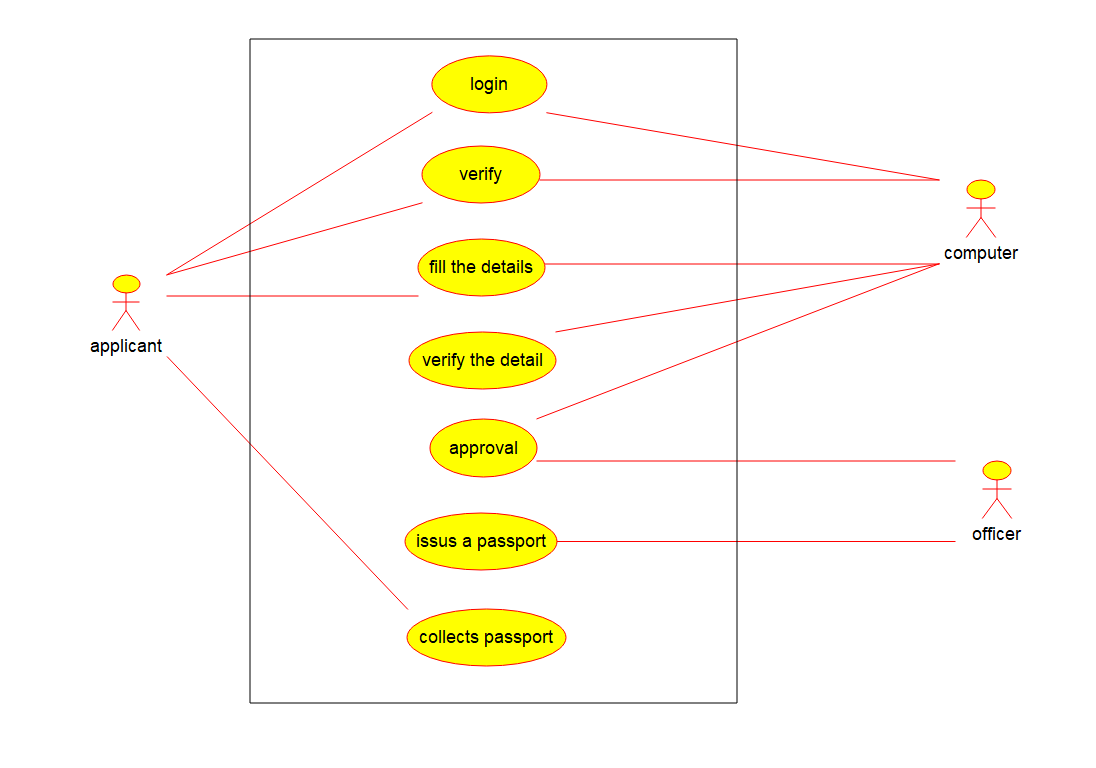 login
verify
computer
fill the details
applicant
verify the detail
approval
officer
issus a passport
collects passport